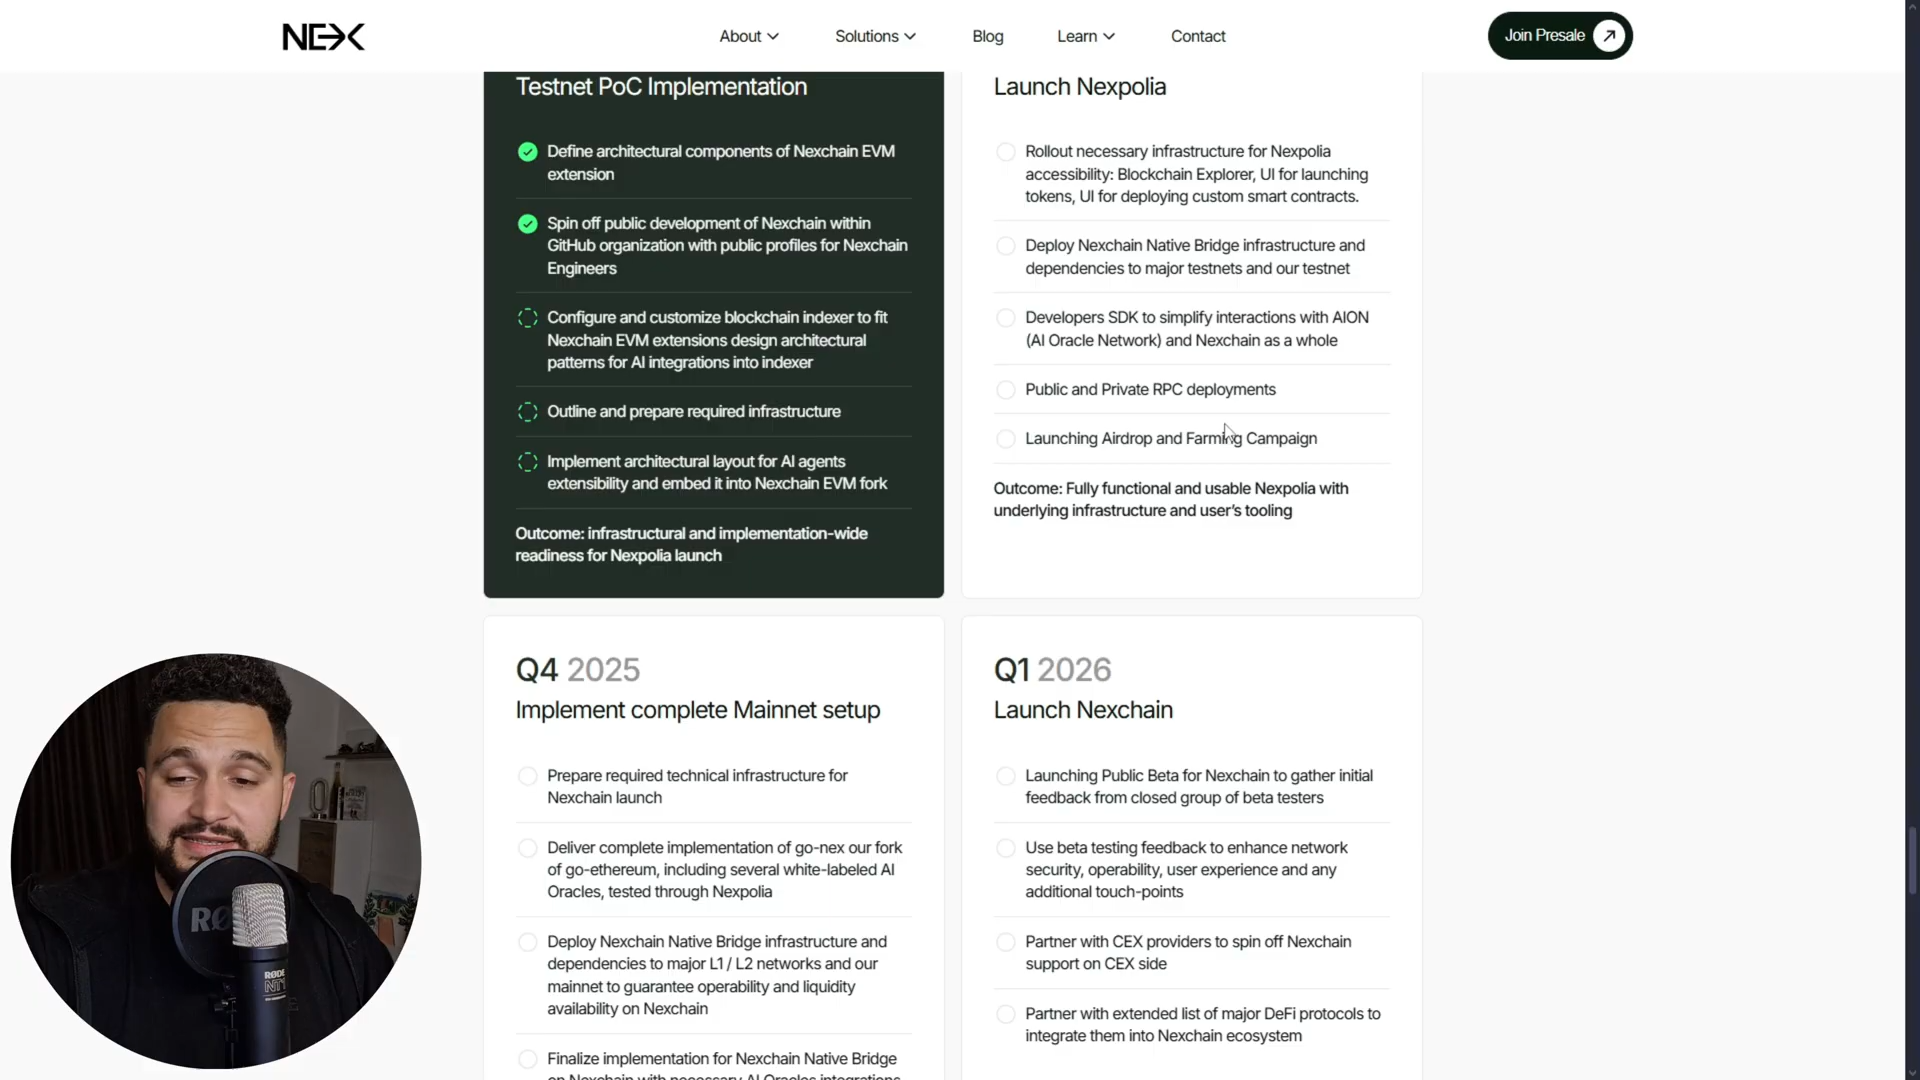 NEX
About
Solutions
Blog
Learn
Contact
Join Presale
Testnet PoC Implementation
Define architectural components of Nexchain EVM
extension
Spin off public development of Nexchain within
GitHub organization with public profiles for Nexchain
Engineers
Configure and customize blockchain indexer to fit
Nexchain EVM extensions design architectural
patterns for AI integrations into indexer
Outline and prepare required infrastructure
Implement architectural layout for AI agents
extensibility and embed it into Nexchain EVM fork
Outcome: infrastructural and implementation-wide
readiness for Nexpolia launch
Launch Nexpolia
Rollout necessary infrastructure for Nexpolia
accessibility: Blockchain Explorer, UI for launching
tokens, UI for deploying custom smart contracts.
Deploy Nexchain Native Bridge infrastructure and
dependencies to major testnets and our testnet
Developers SDK to simplify interactions with AION
(AI Oracle Network) and Nexchain as a whole
Public and Private RPC deployments
Launching Airdrop and Farming Campaign
Outcome: Fully functional and usable Nexpolia with
underlying infrastructure and user's tooling
Q4 2025
Implement complete Mainnet setup
Prepare required technical infrastructure for
Nexchain launch
Deliver complete implementation of go-nex our fork
of go-ethereum, including several white-labeled AI
Oracles, tested through Nexpolia
Deploy Nexchain Native Bridge infrastructure and
dependencies to major L1 / L2 networks and our
mainnet to guarantee operability and liquidity
availability on Nexchain
Finalize implementation for Nexchain Native Bridge
on Nexchain with necessary AI Oracles integrations
Q1 2026
Launch Nexchain
Launching Public Beta for Nexchain to gather initial
feedback from closed group of beta testers
Use beta testing feedback to enhance network
security, operability, user experience and any
additional touch-points
Partner with CEX providers to spin off Nexchain
support on CEX side
Partner with extended list of major DeFi protocols to
integrate them into Nexchain ecosystem
RØDE
NT1